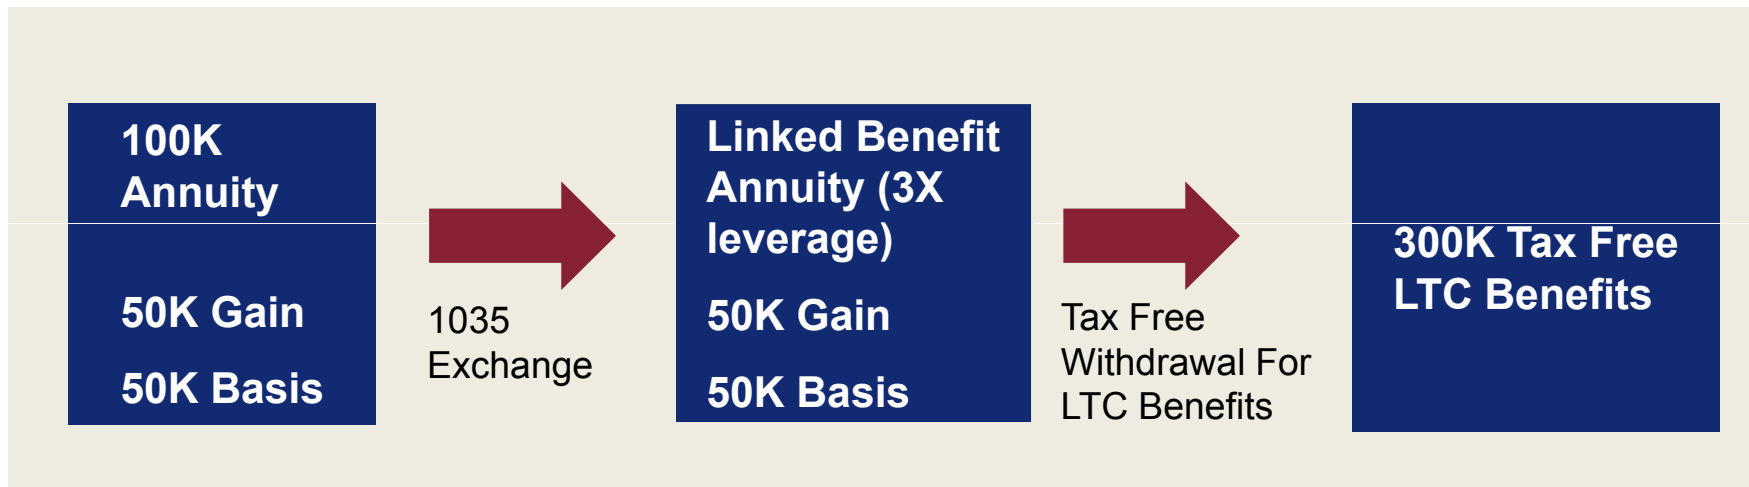 100K
Annuity
50K Gain
50K Basis
1035
Exchange
Linked Benefit
Annuity (3X
leverage)
50K Gain
50K Basis
Tax Free
Withdrawal For
LTC Benefits
300K Tax Free
LTC Benefits